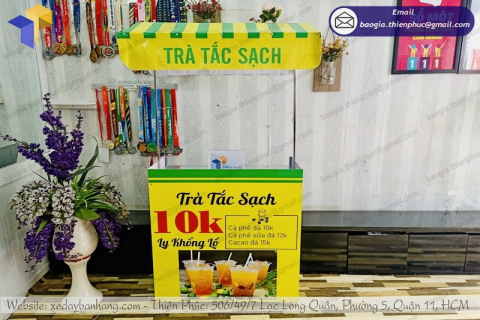 Email
baogia.thienphuc@gmail.com
TRÀ TẮC SẠCH
Trà Tắc Sạch
10k
Ly Khổng Lồ
Cà phê đá 10k
Cà phê sữa đá 12k
Cacao đá 15k
Website: xedaybanhang.com - Thiên Phúc: 506/49/7 Lạc Long Quân, Phường 5, Quận 11, HCM